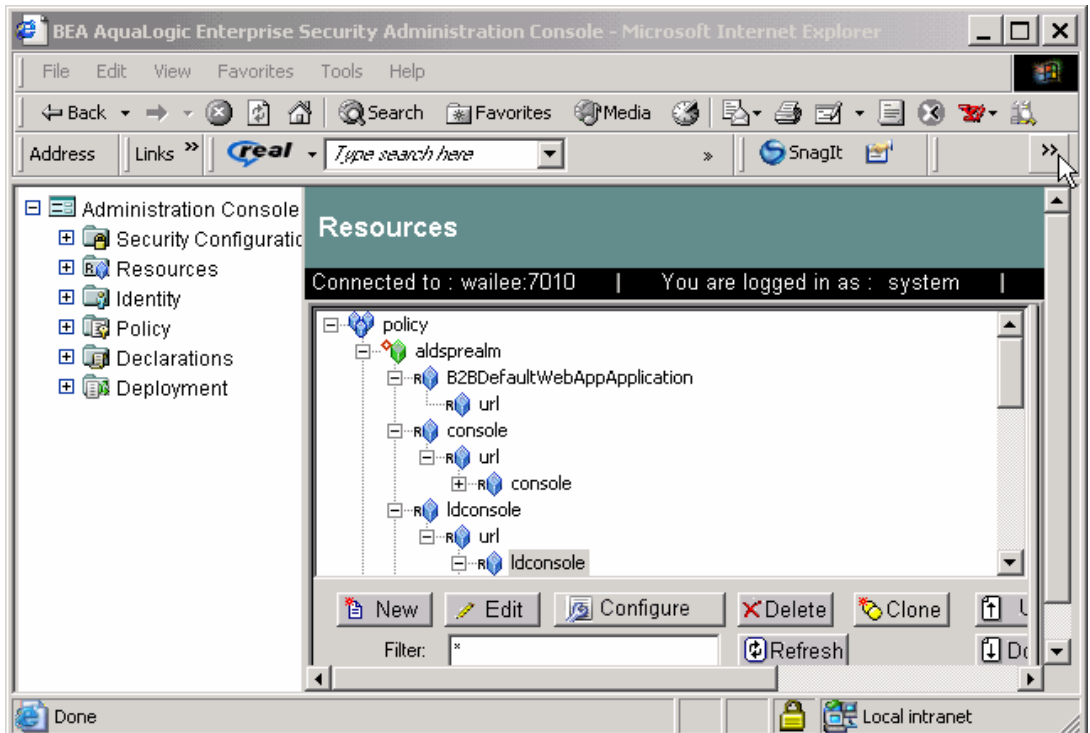 BEA AquaLogic Enterprise Security Administration Console - Microsoft Internet Explorer
File Edit View Favorites Tools Help
Back Search Favorites Media
Address Links » real Type search here » SnagIt »
Administration Console
Security Configuratio
Resources
Identity
Policy
Declarations
Deployment
Resources
Connected to : wailee:7010 | You are logged in as : system |
policy
aldsprealm
B2BDefaultWebAppApplication
url
console
url
console
ldconsole
url
ldconsole
New Edit Configure Delete Clone U
Filter: * Refresh Do
Done Local intranet